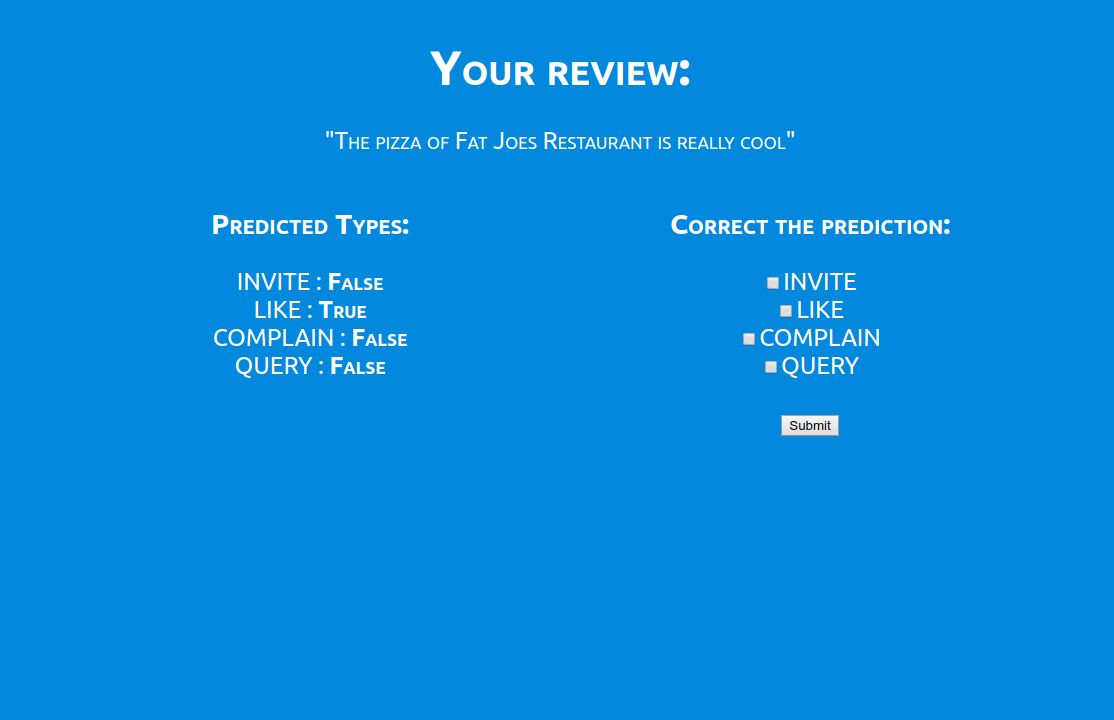 Your review:
"The pizza of Fat Joes Restaurant is really cool"
Predicted Types:
INVITE : False
LIKE : True
COMPLAIN : False
QUERY : False
Correct the prediction:
INVITE
LIKE
COMPLAIN
QUERY
Submit